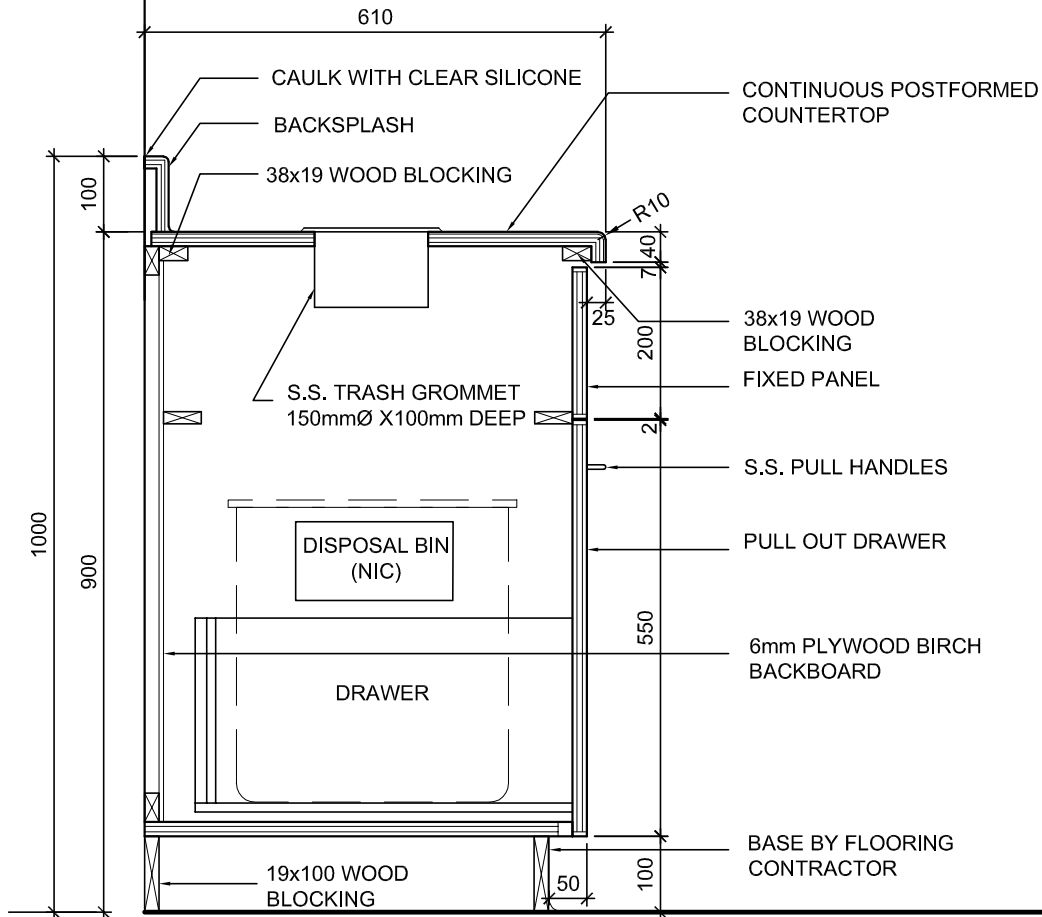 610
CAULK WITH CLEAR SILICONE
BACKSPLASH
38x19 WOOD BLOCKING
CONTINUOUS POSTFORMED
COUNTERTOP
R10
100
40
7
25
200
38x19 WOOD
BLOCKING
FIXED PANEL
S.S. TRASH GROMMET
150mmØ X100mm DEEP
2
S.S. PULL HANDLES
1000
900
DISPOSAL BIN
(NIC)
PULL OUT DRAWER
550
6mm PLYWOOD BIRCH
BACKBOARD
DRAWER
BASE BY FLOORING
CONTRACTOR
19x100 WOOD
BLOCKING
50
100